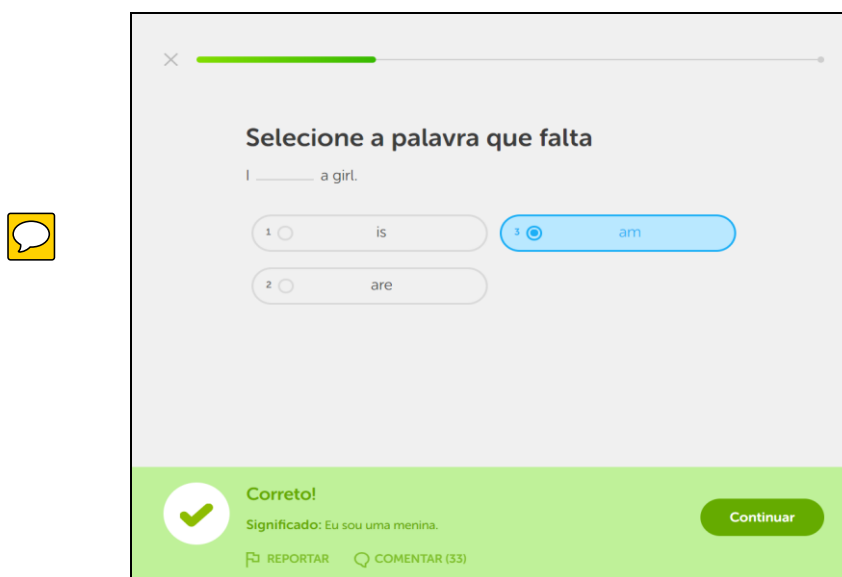 Selecione a palavra que falta
I ______ a girl.
1 is
3 am
2 are
Correto!
Significado: Eu sou uma menina.
Continuar
REPORTAR COMENTAR (33)